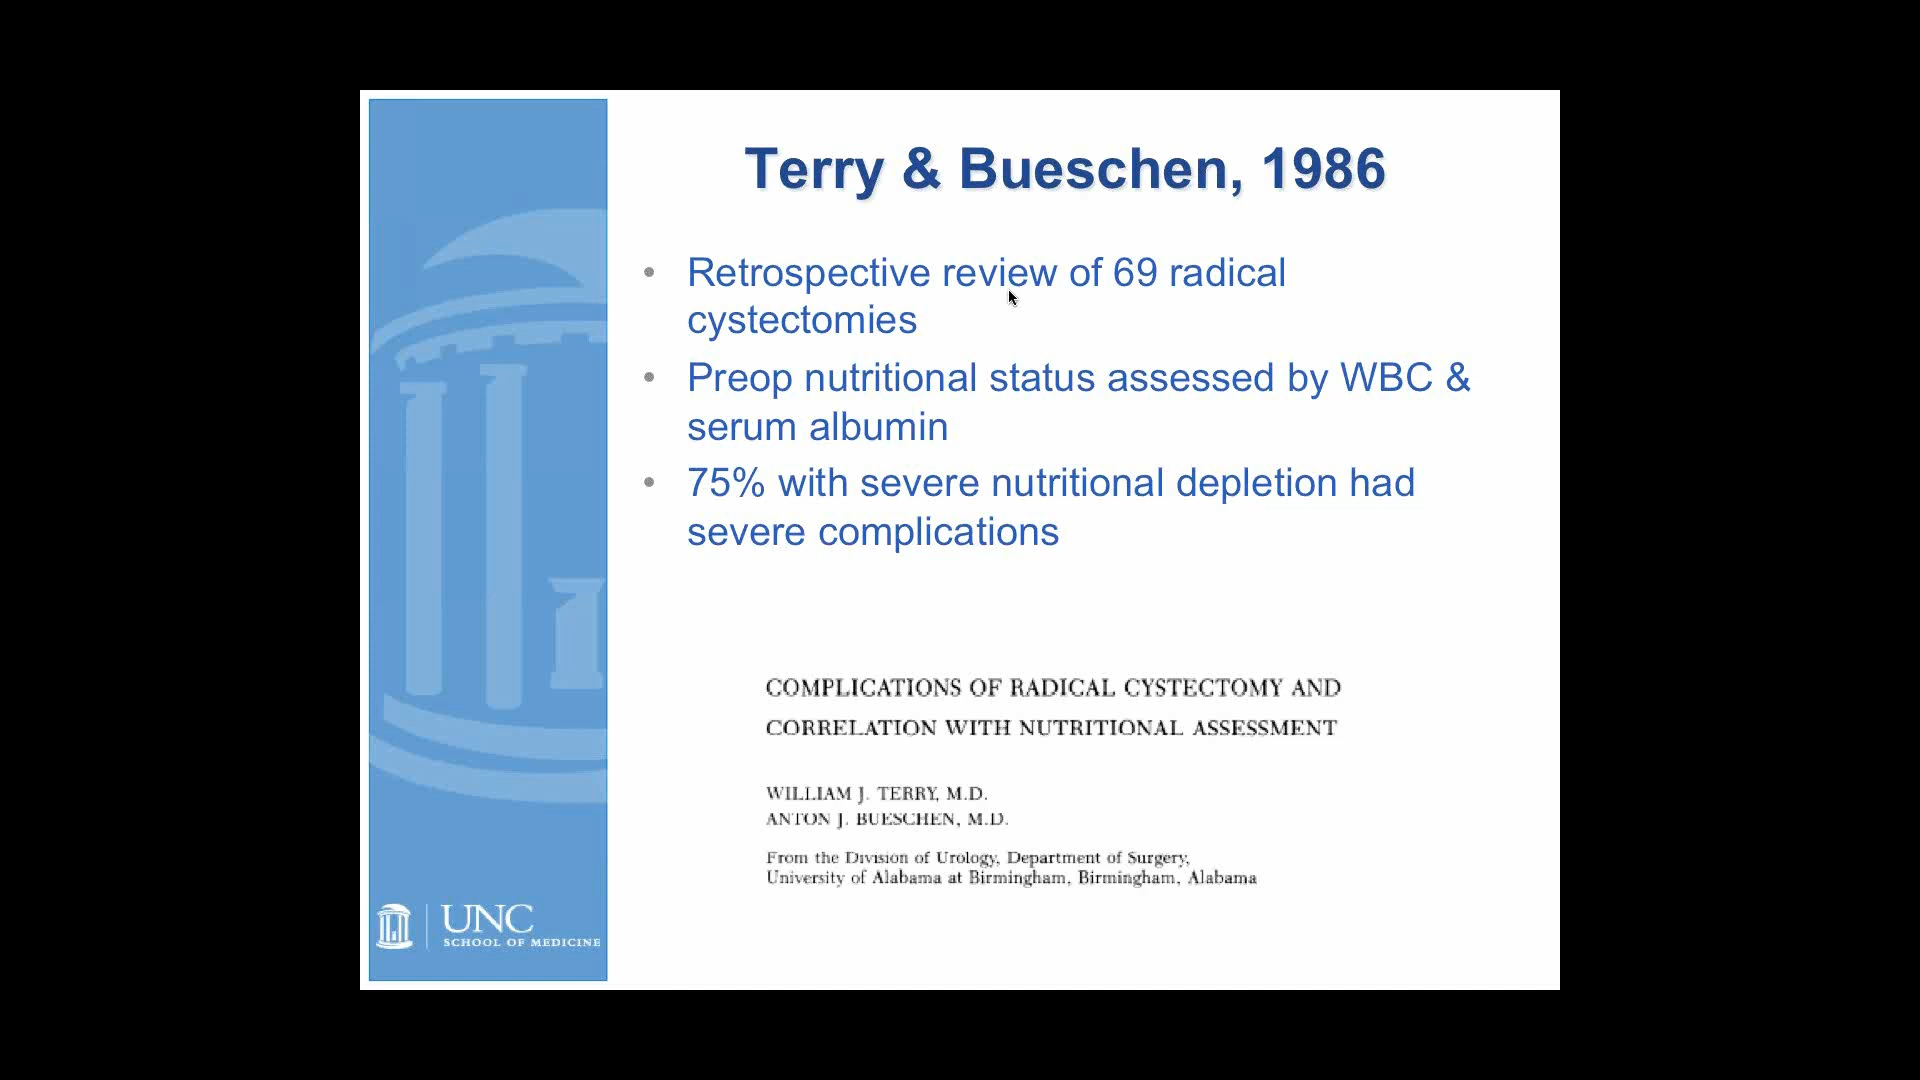 Terry & Bueschen, 1986
• Retrospective review of 69 radical
cystectomies
• Preop nutritional status assessed by WBC &
serum albumin
• 75% with severe nutritional depletion had
severe complications
COMPLICATIONS OF RADICAL CYSTECTOMY AND
CORRELATION WITH NUTRITIONAL ASSESSMENT
WILLIAM J. TERRY, M.D.
ANTON J. BUESCHEN, M.D.
From the Division of Urology, Department of Surgery,
University of Alabama at Birmingham, Birmingham, Alabama
UNC
SCHOOL OF MEDICINE